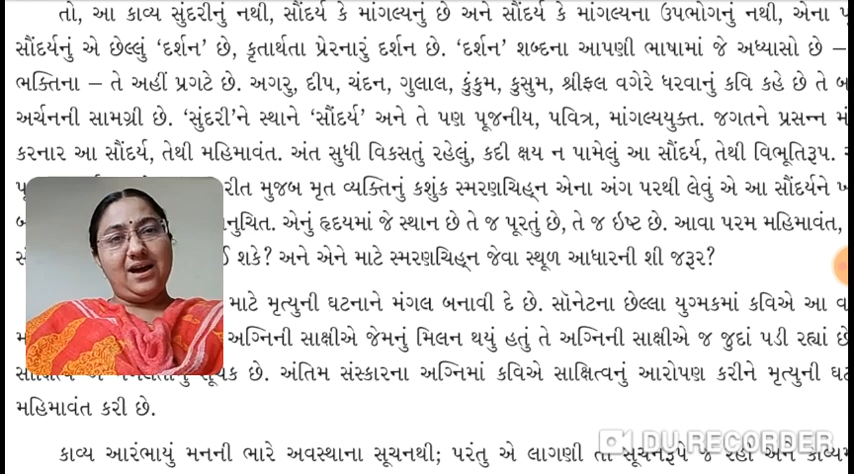 તો, આ કાવ્ય સુંદરીનું નથી, સૌંદર્ય કે માંગલ્યનું છે અને સૌંદર્ય કે માંગલ્યના ઉપભોગનું નથી, એના
સૌંદર્યનું એ છેલ્લું ‘દર્શન’ છે, કૃતાર્થતા પ્રેરનારું દર્શન છે. ‘દર્શન’ શબ્દના આપણી ભાષામાં જે અધ્યાસો છે –
ભક્તિના – તે અહીં પ્રગટે છે. અગરુ, દીપ, ચંદન, ગુલાલ, કુંકુમ, કુસુમ, શ્રીફલ વગેરે ધરવાનું કવિ કહે છે તે
અર્ચનની સામગ્રી છે. ‘સુંદરી’ને સ્થાને ‘સૌંદર્ય’ અને તે પણ પૂજનીય, પવિત્ર, માંગલ્યયુક્ત. જગતને પ્રસન્ન
કરનાર આ સૌંદર્ય, તેથી મહિમાવંત. અંત સુધી વિકસતું રહેલું, કદી ક્ષય ન પામેલું આ સૌંદર્ય, તેથી વિભૂતિરૂપ.
મુજબ મૃત વ્યક્તિનું કશુંક સ્મરણચિહ્ન એના અંગ પરથી લેવું એ આ સૌંદર્યને
એનું હૃદયમાં જે સ્થાન છે તે જ પૂરતું છે, તે જ ઇષ્ટ છે. આવા પરમ મહિમાવંત,
શકે? અને એને માટે સ્મરણચિહ્ન જેવા સ્થૂળ આધારની શી જરૂર?
માટે મૃત્યુની ઘટનાને મંગલ બનાવી દે છે. સૉનેટના છેલ્લા યુગ્મકમાં કવિએ આ
અગ્નિની સાક્ષીએ જેમનું મિલન થયું હતું તે અગ્નિની સાક્ષીએ જ જુદાં પડી રહ્યાં
છે. અંતિમ સંસ્કારના અગ્નિમાં કવિએ સાક્ષિત્વનું આરોપણ કરીને મૃત્યુની
મહિમાવંત કરી છે.
કાવ્ય આરંભાયું મનની ભારે અવસ્થાના સૂચનથી; પરંતુ એ લાગણી તો સૂચનરૂપે જ રહી અને
DU RECORDER